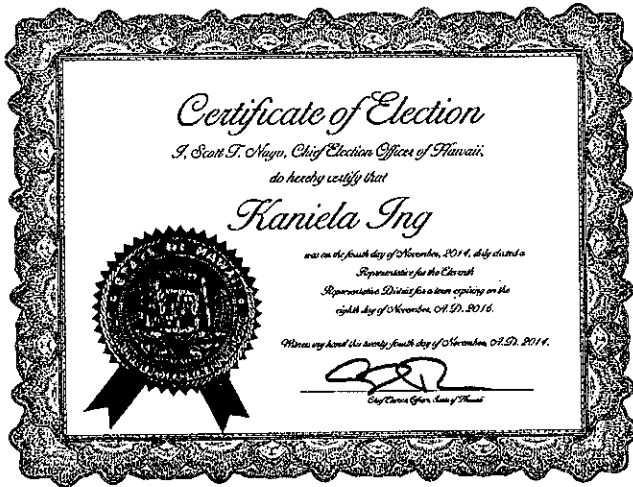 Certificate of Election
I, Scott T. Nago, Chief Election Officer of Hawaii,
do hereby certify that
Kaniela Ing
was on the fourth day of November, 2014, duly elected a
Representative for the Eleventh
Representative District for a term expiring on the
eighth day of November, A.D. 2016.
Witness my hand this twenty fourth day of November, A.D. 2014.
Chief Election Officer, State of Hawaii
STATE OF HAWAII